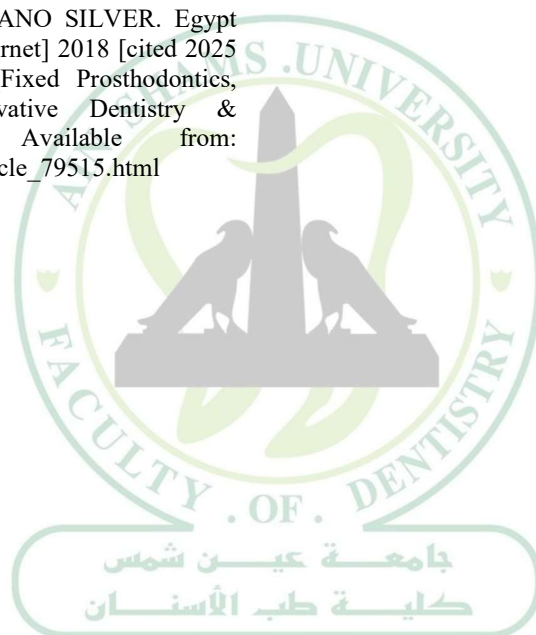 ANO SILVER. Egypt
rnet] 2018 [cited 2025
Fixed Prosthodontics,
vative Dentistry &
Available from:
cle_79515.html
AIN SHAMS .UNIVERSITY
FACULTY . OF . DENTISTRY
جامعة عين شمس
كلية طب الأسنان